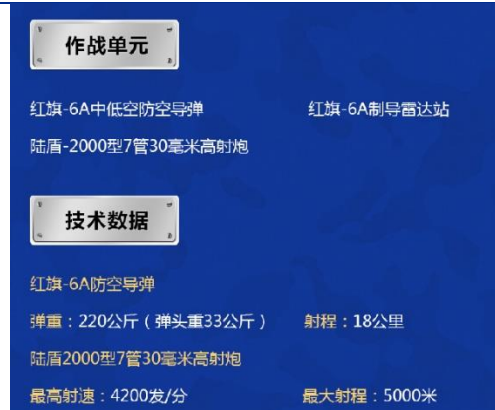 作战单元
红旗-6A中低空防空导弹 红旗-6A制导雷达站
陆盾-2000型7管30毫米高射炮
技术数据
红旗-6A防空导弹
弹重：220公斤（弹头重33公斤） 射程：18公里
陆盾2000型7管30毫米高射炮
最高射速：4200发/分 最大射程：5000米